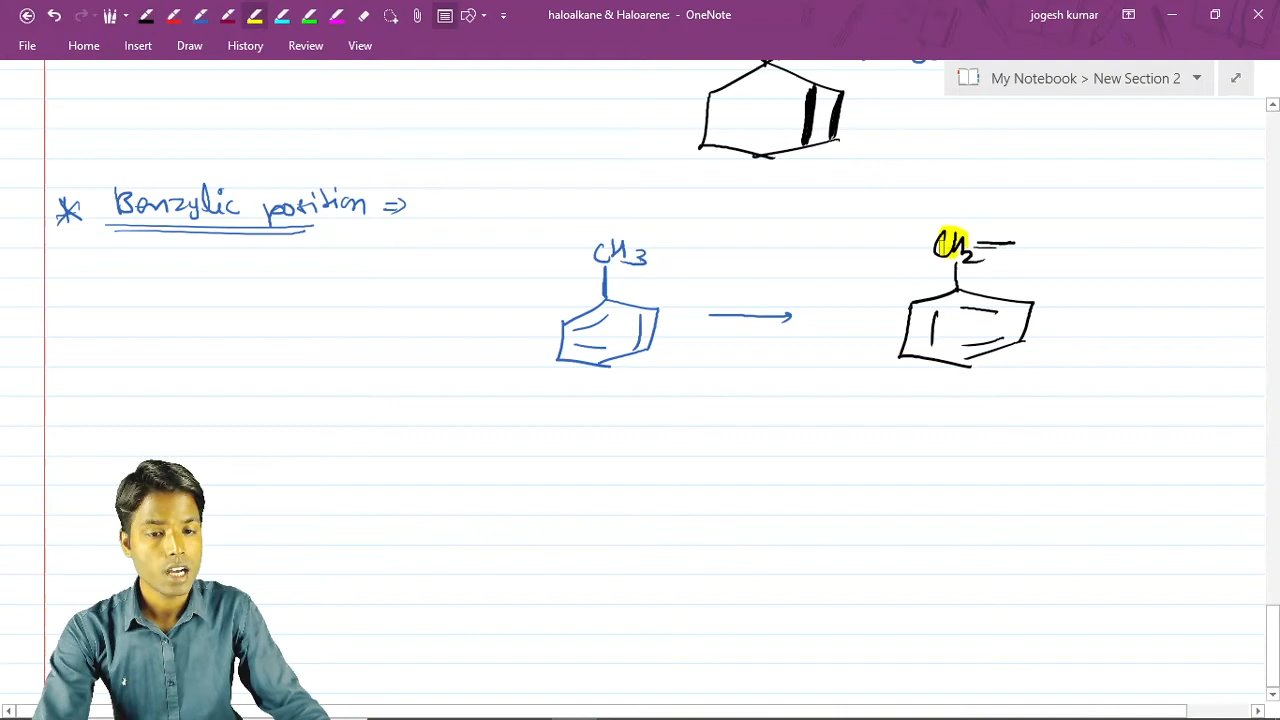 haloalkane & Haloarene: - OneNote
jogesh kumar
File Home Insert Draw History Review View
My Notebook > New Section 2
* Benzylic position ⇒
CH3
CH2